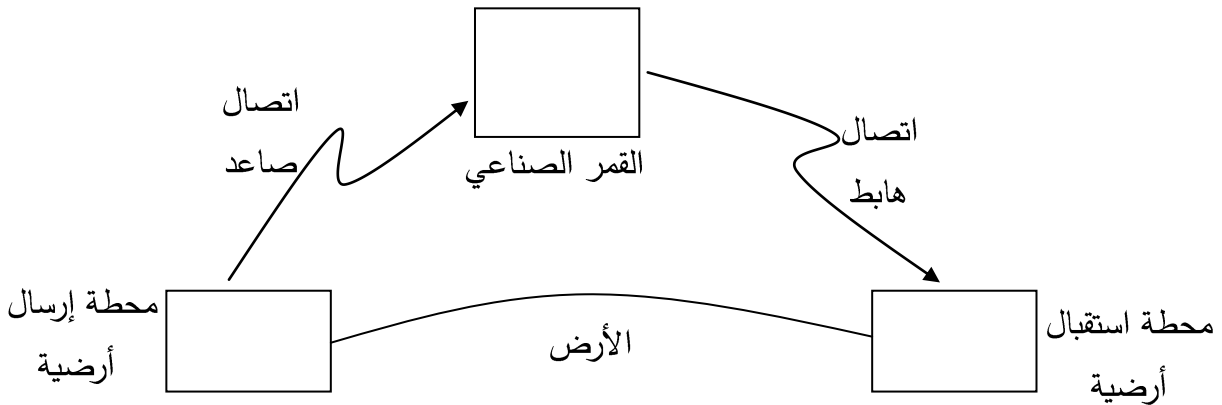 اتصال
صاعد
القمر الصناعي
اتصال
هابط
محطة إرسال
أرضية
الأرض
محطة استقبال
أرضية